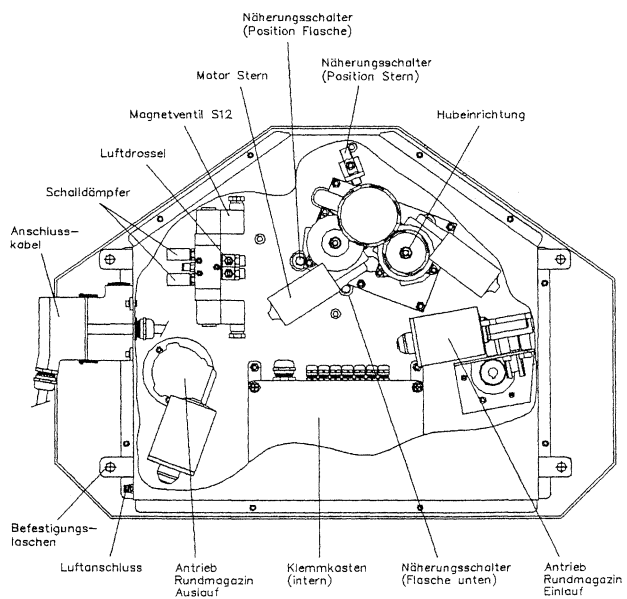 Näherungsschalter
(Position Flasche)
Näherungsschalter
(Position Stern)
Motor Stern
Magnetventil S12
Hubeinrichtung
Luftdrossel
Schalldämpfer
Anschluss-
kabel
Befestigungs-
laschen
Luftanschluss
Antrieb
Rundmagazin
Auslauf
Klemmkasten
(intern)
Näherungsschalter
(Flasche unten)
Antrieb
Rundmagazin
Einlauf